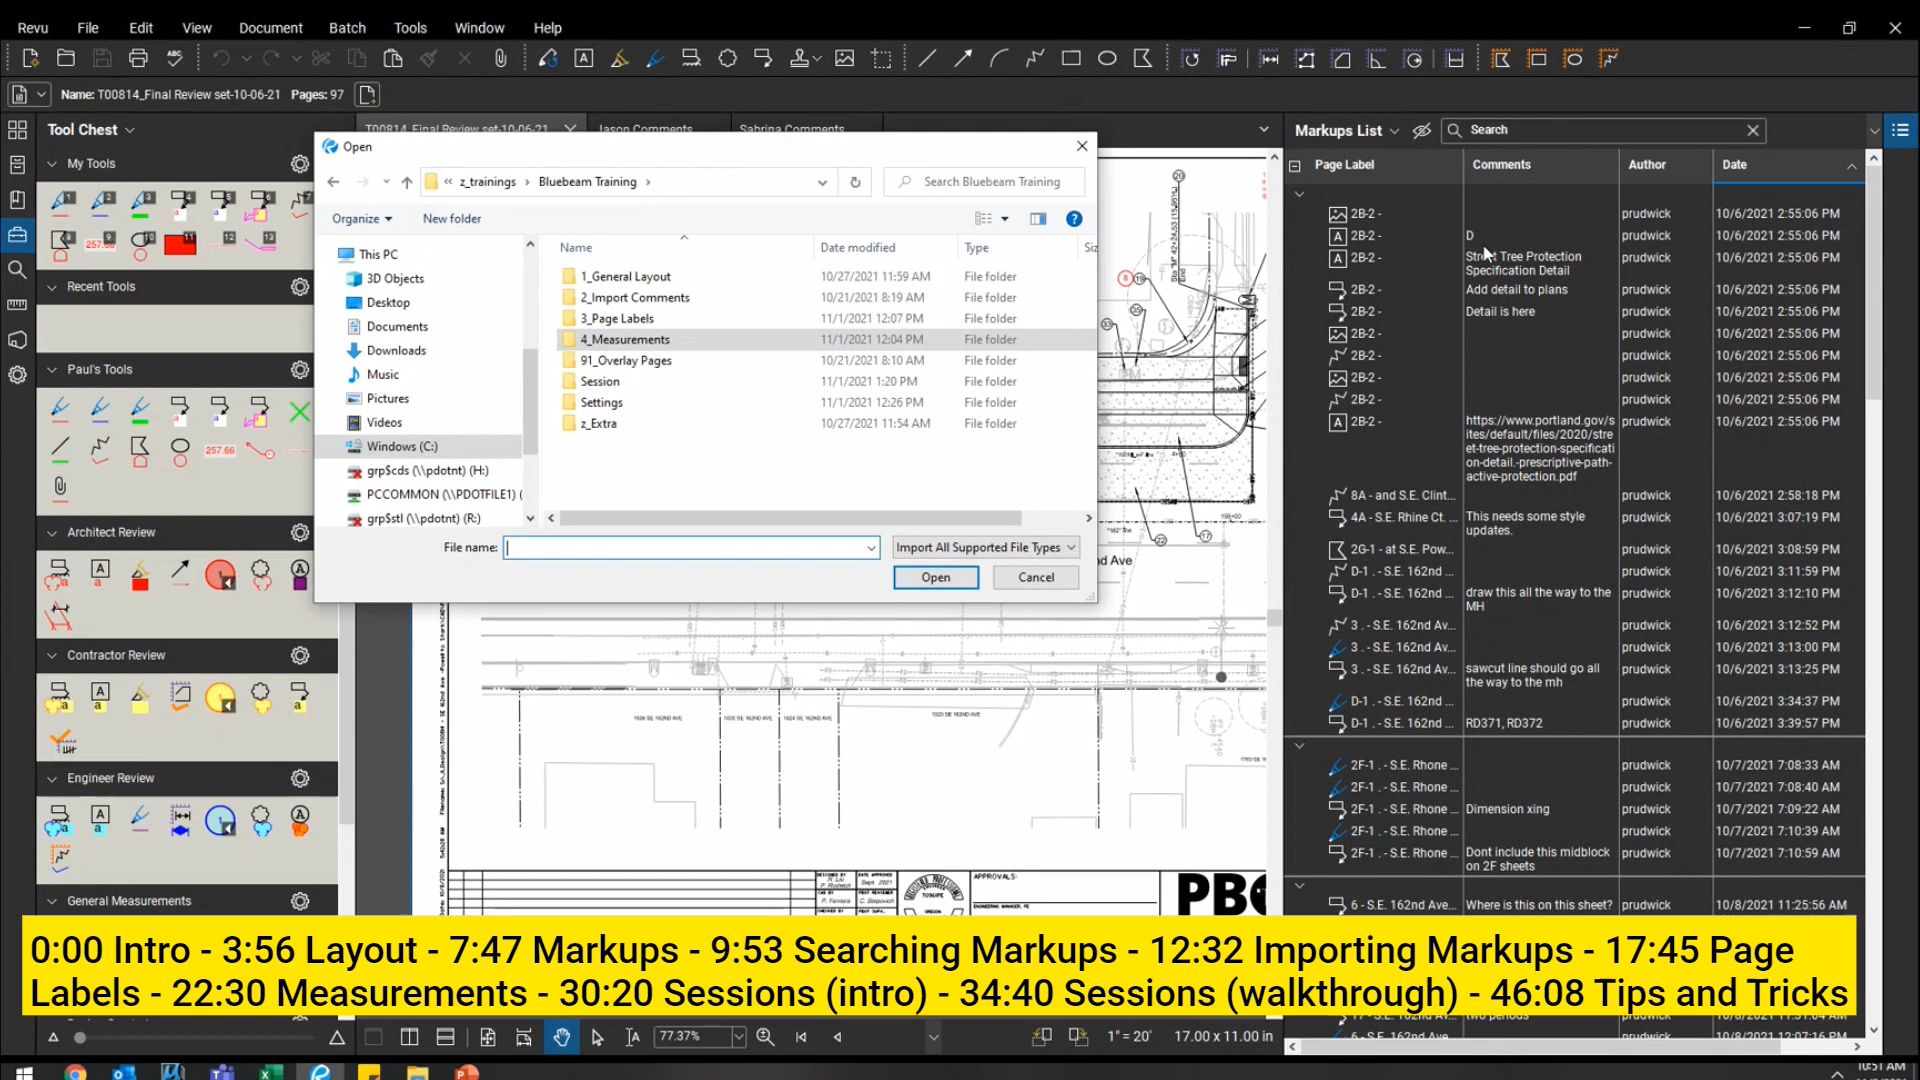 Revu File Edit View Document Batch Tools Window Help
Name: T00814_Final Review set-10-06-21 Pages: 97
Tool Chest
My Tools
Recent Tools
Paul's Tools
257.66
Architect Review
Contractor Review
Engineer Review
General Measurements
T00814_Final Review set-10-06-21 Jason Comments Sabrina Comments
Open
« z_trainings › Bluebeam Training ›
Search Bluebeam Training
Organize New folder
This PC
3D Objects
Desktop
Documents
Downloads
Music
Pictures
Videos
Windows (C:)
grp$cds (\\pdotnt) (H:)
PCCOMMON (\\PDOTFILE1) (
grp$stl (\\pdotnt) (R:)
Name Date modified Type Siz
1_General Layout 10/27/2021 11:59 AM File folder
2_Import Comments 10/21/2021 8:19 AM File folder
3_Page Labels 11/1/2021 12:07 PM File folder
4_Measurements 11/1/2021 12:04 PM File folder
91_Overlay Pages 10/21/2021 8:10 AM File folder
Session 11/1/2021 1:20 PM File folder
Settings 11/1/2021 12:26 PM File folder
z_Extra 10/27/2021 11:54 AM File folder
File name:
Import All Supported File Types
Open Cancel
nd Ave
APPROVALS:
Markups List
Search
Page Label Comments Author Date
2B-2 - prudwick 10/6/2021 2:55:06 PM
2B-2 - D prudwick 10/6/2021 2:55:06 PM
2B-2 - Street Tree Protection prudwick 10/6/2021 2:55:06 PM
Specification Detail
2B-2 - Add detail to plans prudwick 10/6/2021 2:55:06 PM
2B-2 - Detail is here prudwick 10/6/2021 2:55:06 PM
2B-2 - prudwick 10/6/2021 2:55:06 PM
2B-2 - prudwick 10/6/2021 2:55:06 PM
2B-2 - prudwick 10/6/2021 2:55:06 PM
2B-2 - prudwick 10/6/2021 2:55:06 PM
2B-2 - https://www.portland.gov/s prudwick 10/6/2021 2:55:06 PM
ites/default/files/2020/stre
et-tree-protection-specificati
on-detail.-prescriptive-path-
active-protection.pdf
8A - and S.E. Clint... prudwick 10/6/2021 2:58:18 PM
4A - S.E. Rhine Ct. ... This needs some style prudwick 10/6/2021 3:07:19 PM
updates.
2G-1 - at S.E. Pow... prudwick 10/6/2021 3:08:59 PM
D-1 . - S.E. 162nd ... prudwick 10/6/2021 3:11:59 PM
D-1 . - S.E. 162nd ... draw this all the way to the prudwick 10/6/2021 3:12:10 PM
MH
3 . - S.E. 162nd Av... prudwick 10/6/2021 3:12:52 PM
3 . - S.E. 162nd Av... prudwick 10/6/2021 3:13:00 PM
3 . - S.E. 162nd Av... sawcut line should go all prudwick 10/6/2021 3:13:25 PM
the way to the mh
D-1 . - S.E. 162nd ... prudwick 10/6/2021 3:34:37 PM
D-1 . - S.E. 162nd ... RD371, RD372 prudwick 10/6/2021 3:39:57 PM
2F-1 . - S.E. Rhone ... prudwick 10/7/2021 7:08:33 AM
2F-1 . - S.E. Rhone ... prudwick 10/7/2021 7:08:40 AM
2F-1 . - S.E. Rhone ... Dimension xing prudwick 10/7/2021 7:09:22 AM
2F-1 . - S.E. Rhone ... prudwick 10/7/2021 7:10:39 AM
2F-1 . - S.E. Rhone ... Dont include this midblock prudwick 10/7/2021 7:10:59 AM
on 2F sheets
6 - S.E. 162nd Ave... Where is this on this sheet? prudwick 10/8/2021 11:25:56 AM
0:00 Intro - 3:56 Layout - 7:47 Markups - 9:53 Searching Markups - 12:32 Importing Markups - 17:45 Page
Labels - 22:30 Measurements - 30:20 Sessions (intro) - 34:40 Sessions (walkthrough) - 46:08 Tips and Tricks
77.37% 1" = 20' 17.00 x 11.00 in
10:51 AM